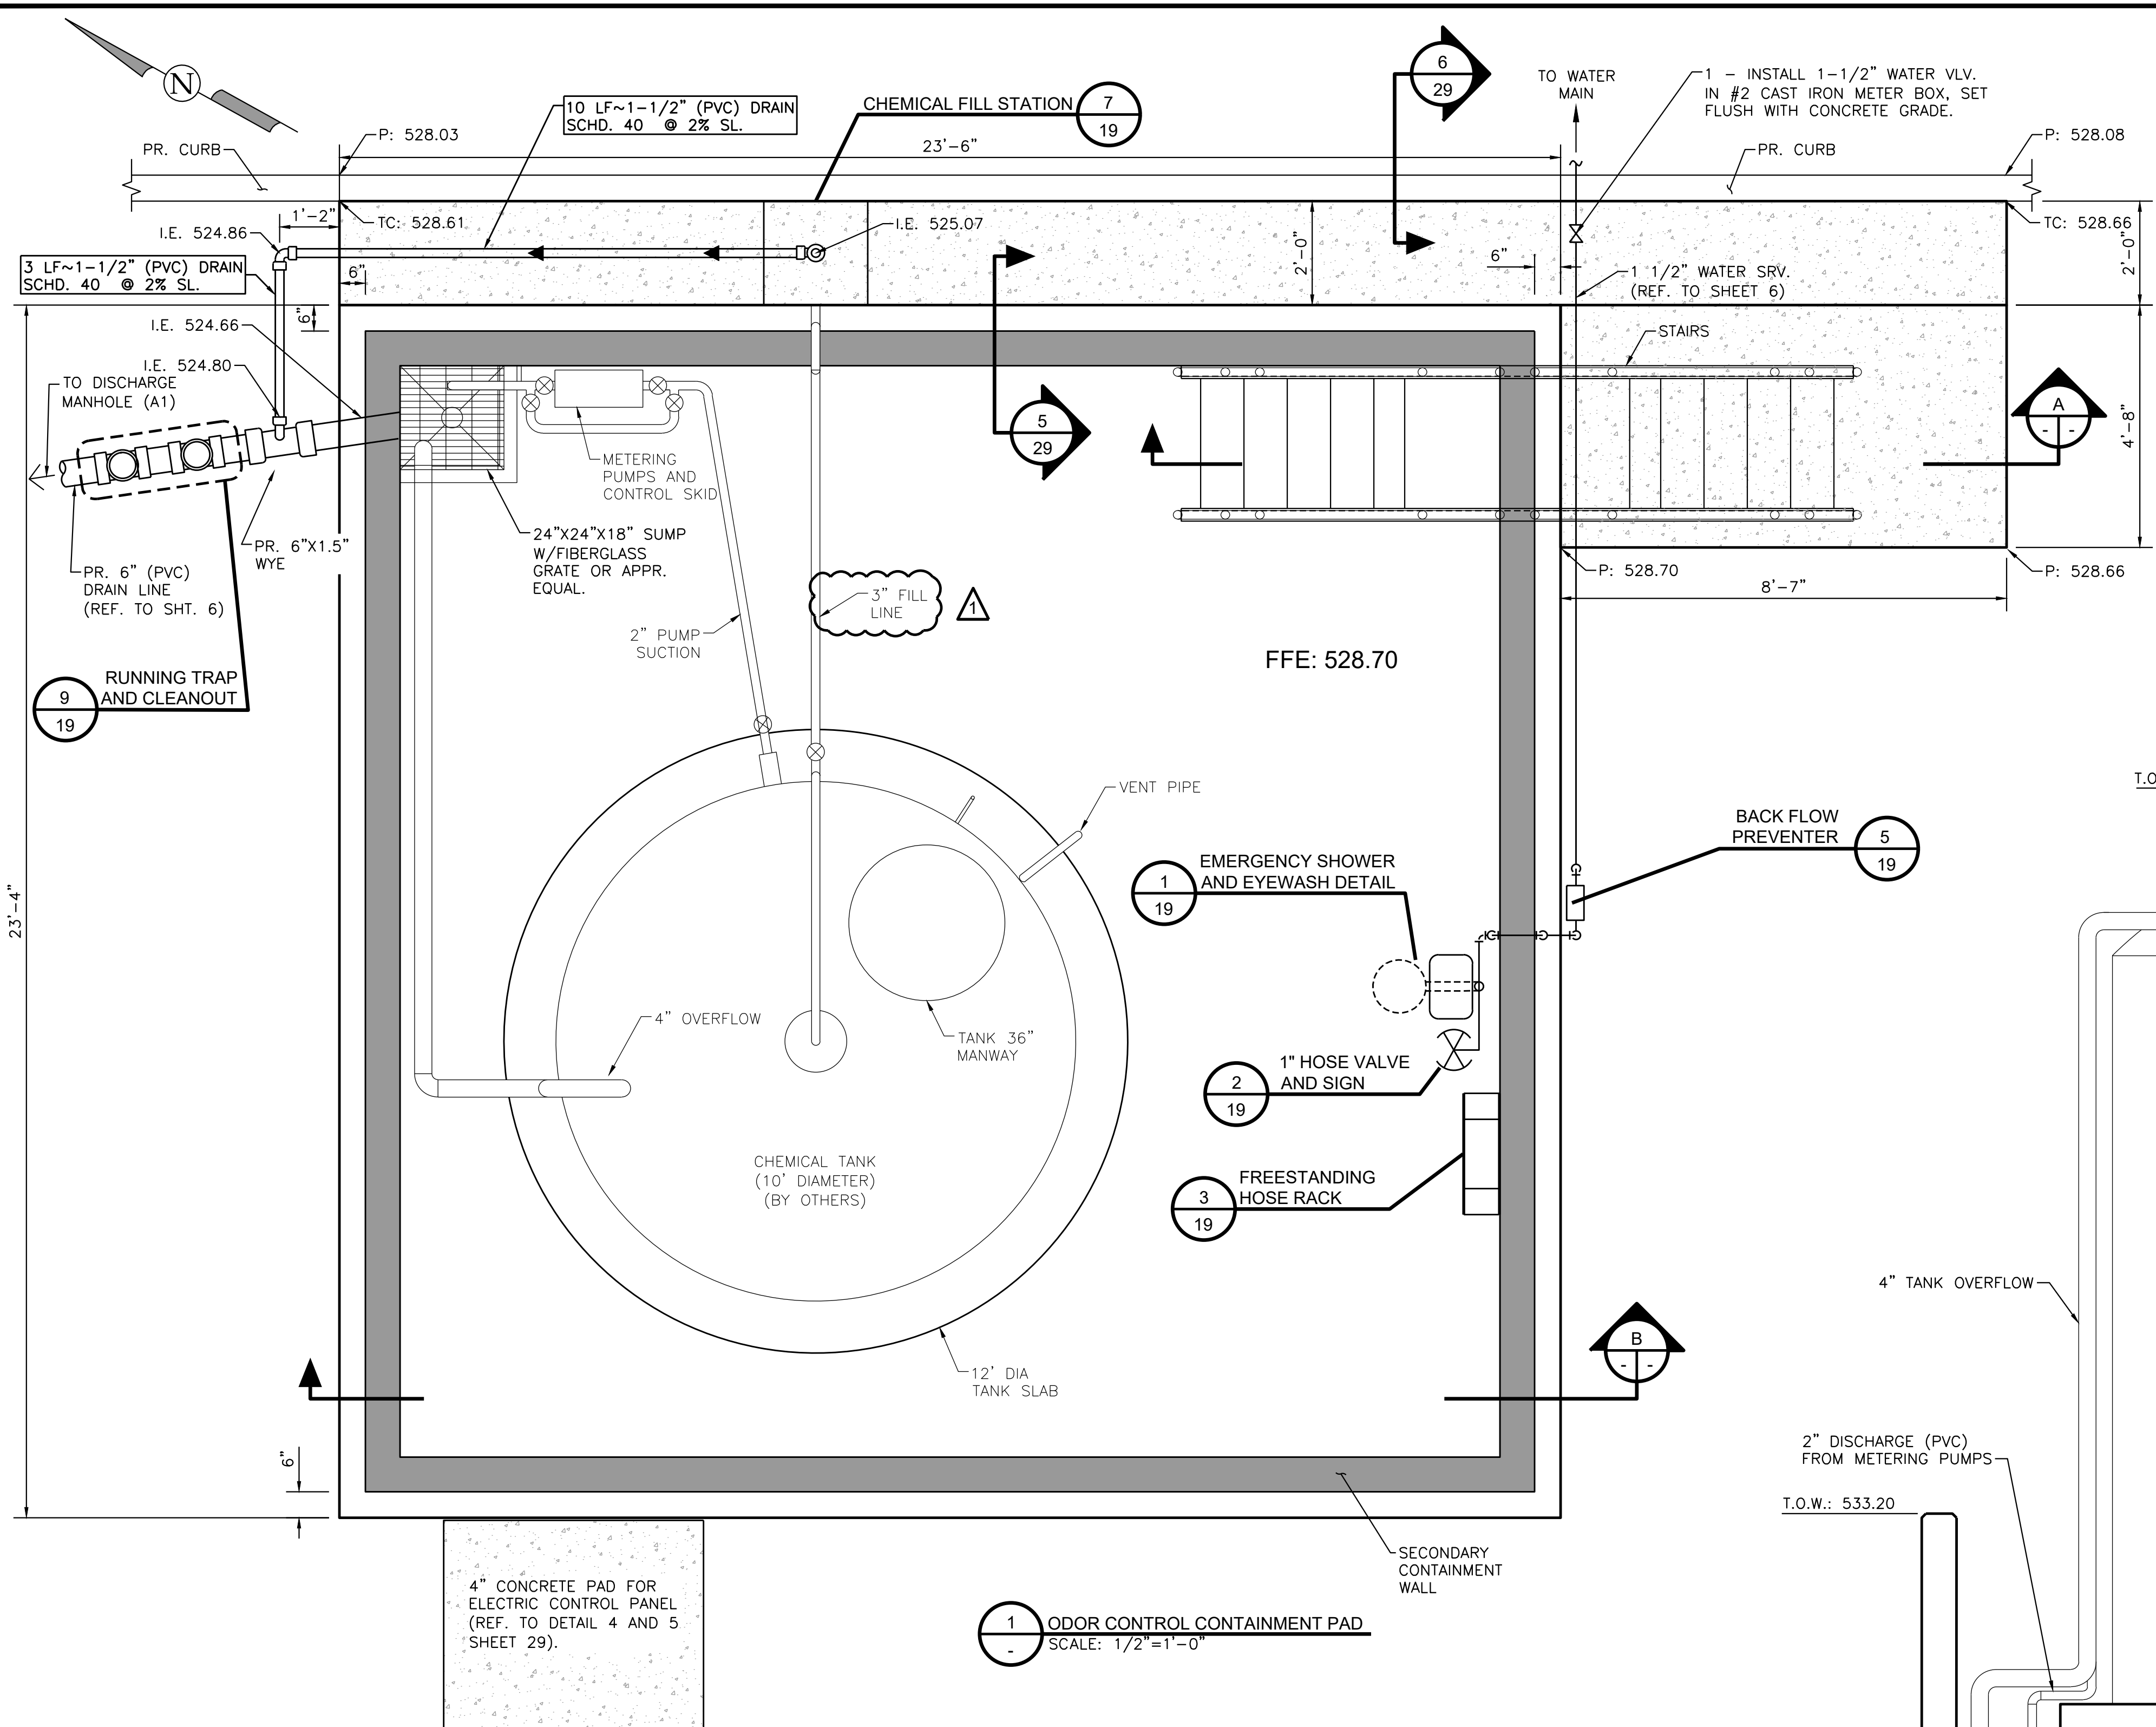 N
10 LF~1-1/2" (PVC) DRAIN
SCHD. 40 @ 2% SL.
CHEMICAL FILL STATION
7
19
6
29
TO WATER
MAIN
1 - INSTALL 1-1/2" WATER VLV.
IN #2 CAST IRON METER BOX, SET
FLUSH WITH CONCRETE GRADE.
P: 528.03
23'-6"
P: 528.08
PR. CURB
PR. CURB
1'-2"
TC: 528.61
I.E. 524.86
I.E. 525.07
2'-0"
TC: 528.66
2'-0"
3 LF~1-1/2" (PVC) DRAIN
SCHD. 40 @ 2% SL.
6"
6"
1 1/2" WATER SRV.
(REF. TO SHEET 6)
6"
I.E. 524.66
STAIRS
I.E. 524.80
TO DISCHARGE
MANHOLE (A1)
5
29
A
- -
4'-8"
METERING
PUMPS AND
CONTROL SKID
24"X24"X18" SUMP
W/FIBERGLASS
GRATE OR APPR.
EQUAL.
PR. 6"X1.5"
WYE
PR. 6" (PVC)
DRAIN LINE
(REF. TO SHT. 6)
P: 528.70
P: 528.66
8'-7"
3" FILL
LINE
1
2" PUMP
SUCTION
FFE: 528.70
RUNNING TRAP
AND CLEANOUT
9
19
T.O
VENT PIPE
BACK FLOW
PREVENTER
5
19
EMERGENCY SHOWER
AND EYEWASH DETAIL
1
19
23'-4"
4" OVERFLOW
TANK 36"
MANWAY
1" HOSE VALVE
AND SIGN
2
19
CHEMICAL TANK
(10' DIAMETER)
(BY OTHERS)
FREESTANDING
HOSE RACK
3
19
4" TANK OVERFLOW
B
- -
12' DIA
TANK SLAB
2" DISCHARGE (PVC)
FROM METERING PUMPS
6"
T.O.W.: 533.20
SECONDARY
CONTAINMENT
WALL
4" CONCRETE PAD FOR
ELECTRIC CONTROL PANEL
(REF. TO DETAIL 4 AND 5
SHEET 29).
1
-
ODOR CONTROL CONTAINMENT PAD
SCALE: 1/2"=1'-0"